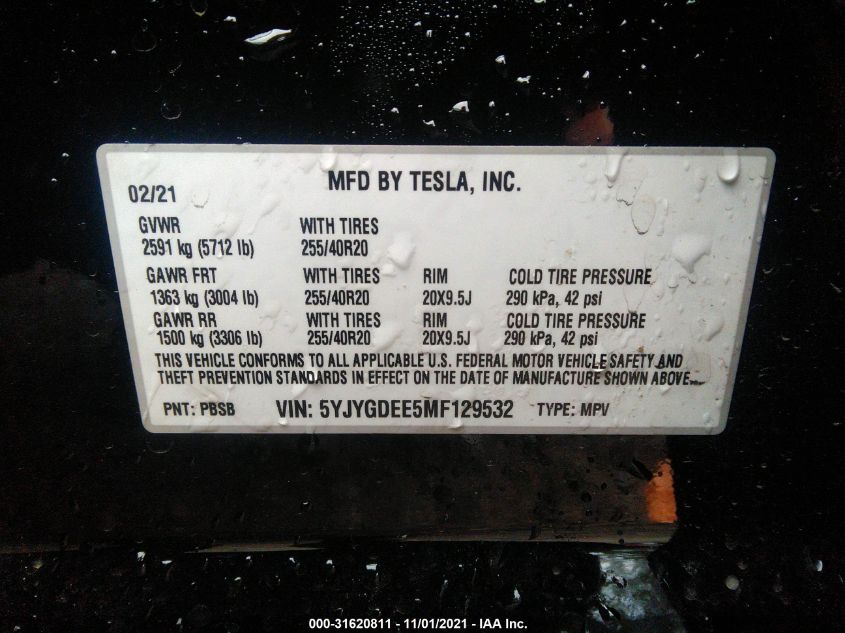 02/21
MFD BY TESLA, INC.
GVWR WITH TIRES
2591 kg (5712 lb) 255/40R20
GAWR FRT WITH TIRES RIM COLD TIRE PRESSURE
1363 kg (3004 lb) 255/40R20 20X9.5J 290 kPa, 42 psi
GAWR RR WITH TIRES RIM COLD TIRE PRESSURE
1500 kg (3306 lb) 255/40R20 20X9.5J 290 kPa, 42 psi
THIS VEHICLE CONFORMS TO ALL APPLICABLE U.S. FEDERAL MOTOR VEHICLE SAFETY AND
THEFT PREVENTION STANDARDS IN EFFECT ON THE DATE OF MANUFACTURE SHOWN ABOVE.
PNT: PBSB VIN: 5YJYGDEE5MF129532 TYPE: MPV
000-31620811 - 11/01/2021 - IAA Inc.